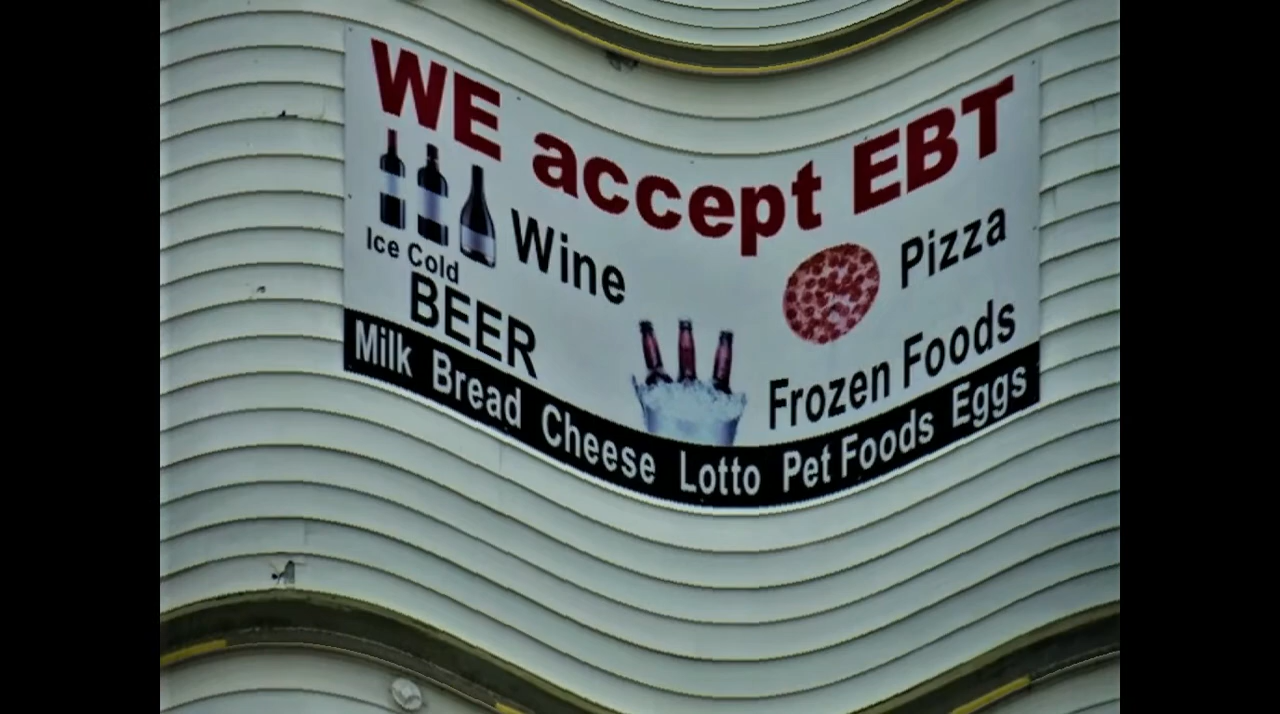 WE accept EBT
Wine
Pizza
Ice Cold
BEER
Frozen Foods
Milk Bread Cheese Lotto Pet Foods Eggs